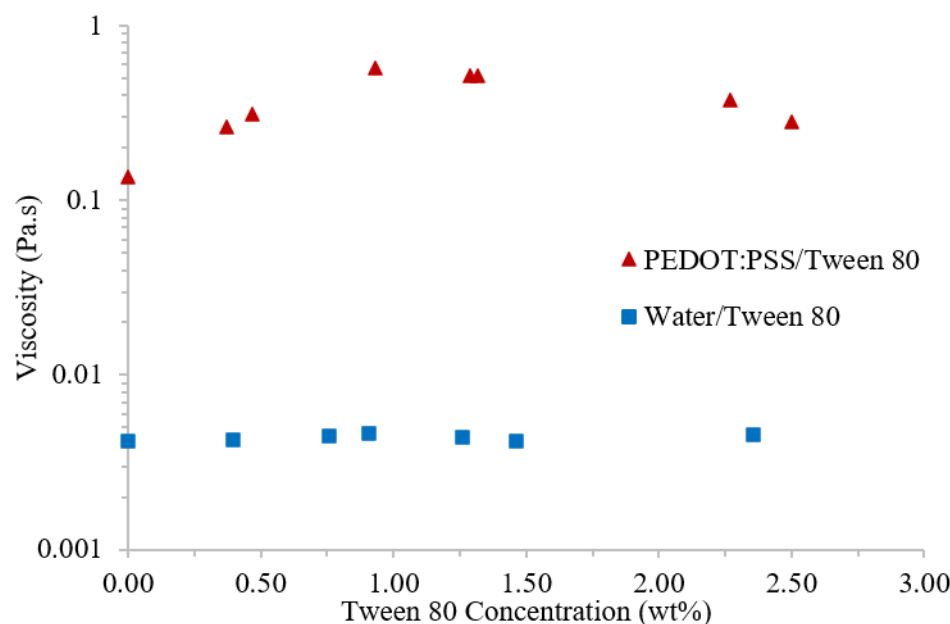 1
0.1
0.01
0.001
Viscosity (Pa.s)
PEDOT:PSS/Tween 80
Water/Tween 80
0.00 0.50 1.00 1.50 2.00 2.50 3.00
Tween 80 Concentration (wt%)